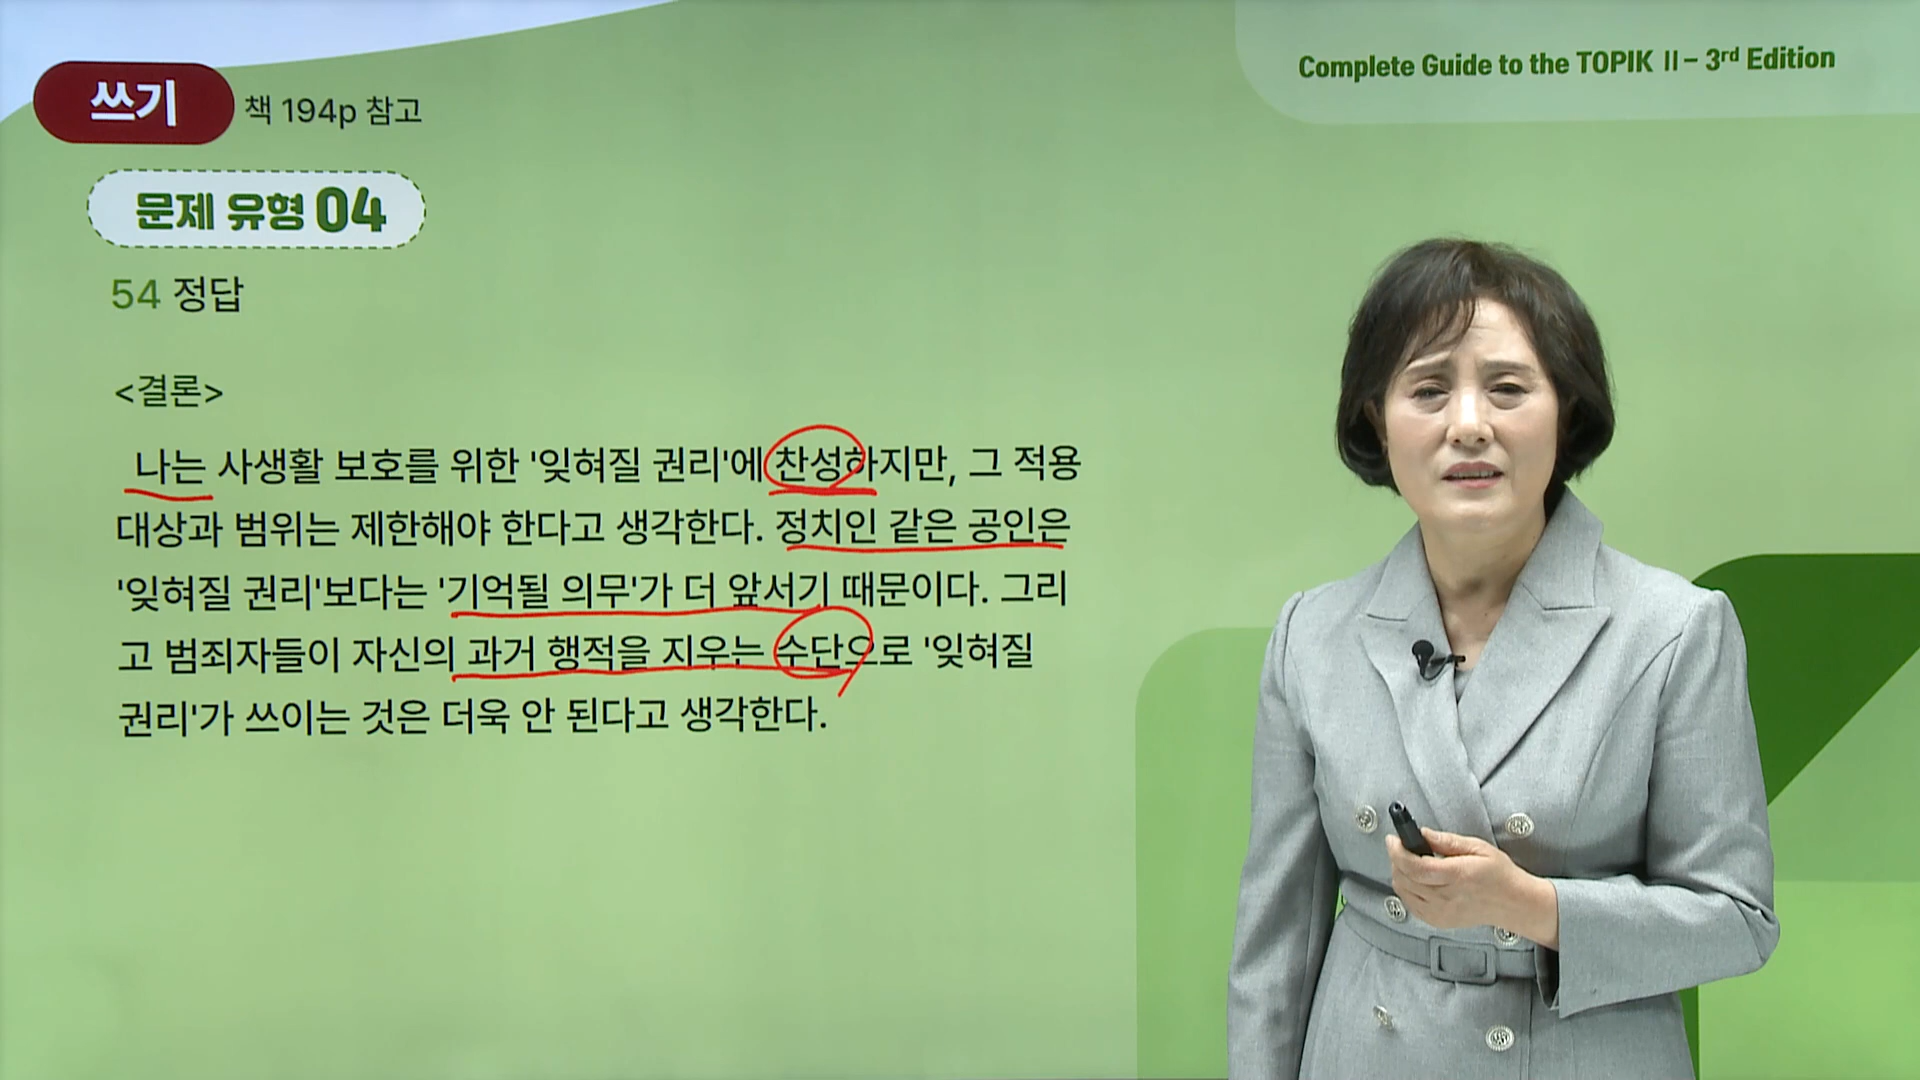 Complete Guide to the TOPIK Ⅱ – 3rd Edition
쓰기 책 194p 참고
문제 유형 04
54 정답
<결론>
나는 사생활 보호를 위한 '잊혀질 권리'에 찬성하지만, 그 적용
대상과 범위는 제한해야 한다고 생각한다. 정치인 같은 공인은
'잊혀질 권리'보다는 '기억될 의무'가 더 앞서기 때문이다. 그리
고 범죄자들이 자신의 과거 행적을 지우는 수단으로 '잊혀질
권리'가 쓰이는 것은 더욱 안 된다고 생각한다.